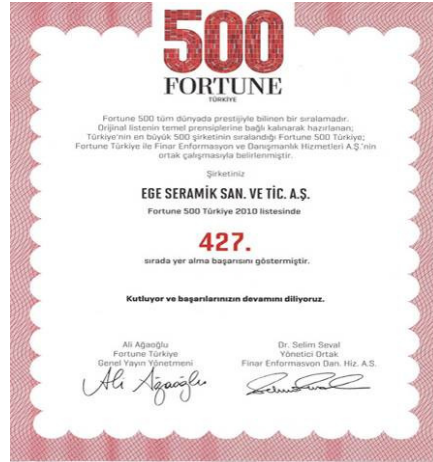 500
FORTUNE
TÜRKİYE
Fortune 500 tüm dünyada prestijiyle bilinen bir sıralamadır.
Orijinal listenin temel prensiplerine bağlı kalınarak hazırlanan;
Türkiye'nin en büyük 500 şirketinin sıralandığı Fortune 500 Türkiye;
Fortune Türkiye ile Finar Enformasyon ve Danışmanlık Hizmetleri A.Ş.'nin
ortak çalışmasıyla belirlenmiştir.
Şirketiniz
EGE SERAMİK SAN. VE TİC. A.Ş.
Fortune 500 Türkiye 2010 listesinde
427.
sırada yer alma başarısını göstermiştir.
Kutluyor ve başarılarınızın devamını diliyoruz.
Ali Ağaoğlu
Fortune Türkiye
Genel Yayın Yönetmeni
Ali Ağaoğlu
Dr. Selim Seval
Yönetici Ortak
Finar Enformasyon Dan. Hiz. A.S.